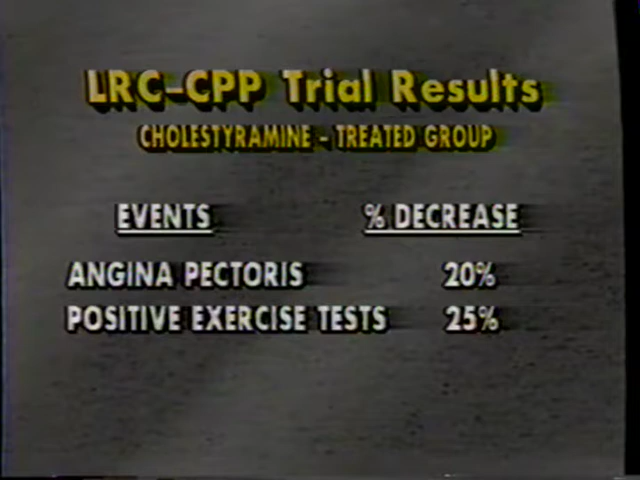 LRC-CPP Trial Results
CHOLESTYRAMINE - TREATED GROUP
EVENTS % DECREASE
ANGINA PECTORIS 20%
POSITIVE EXERCISE TESTS 25%